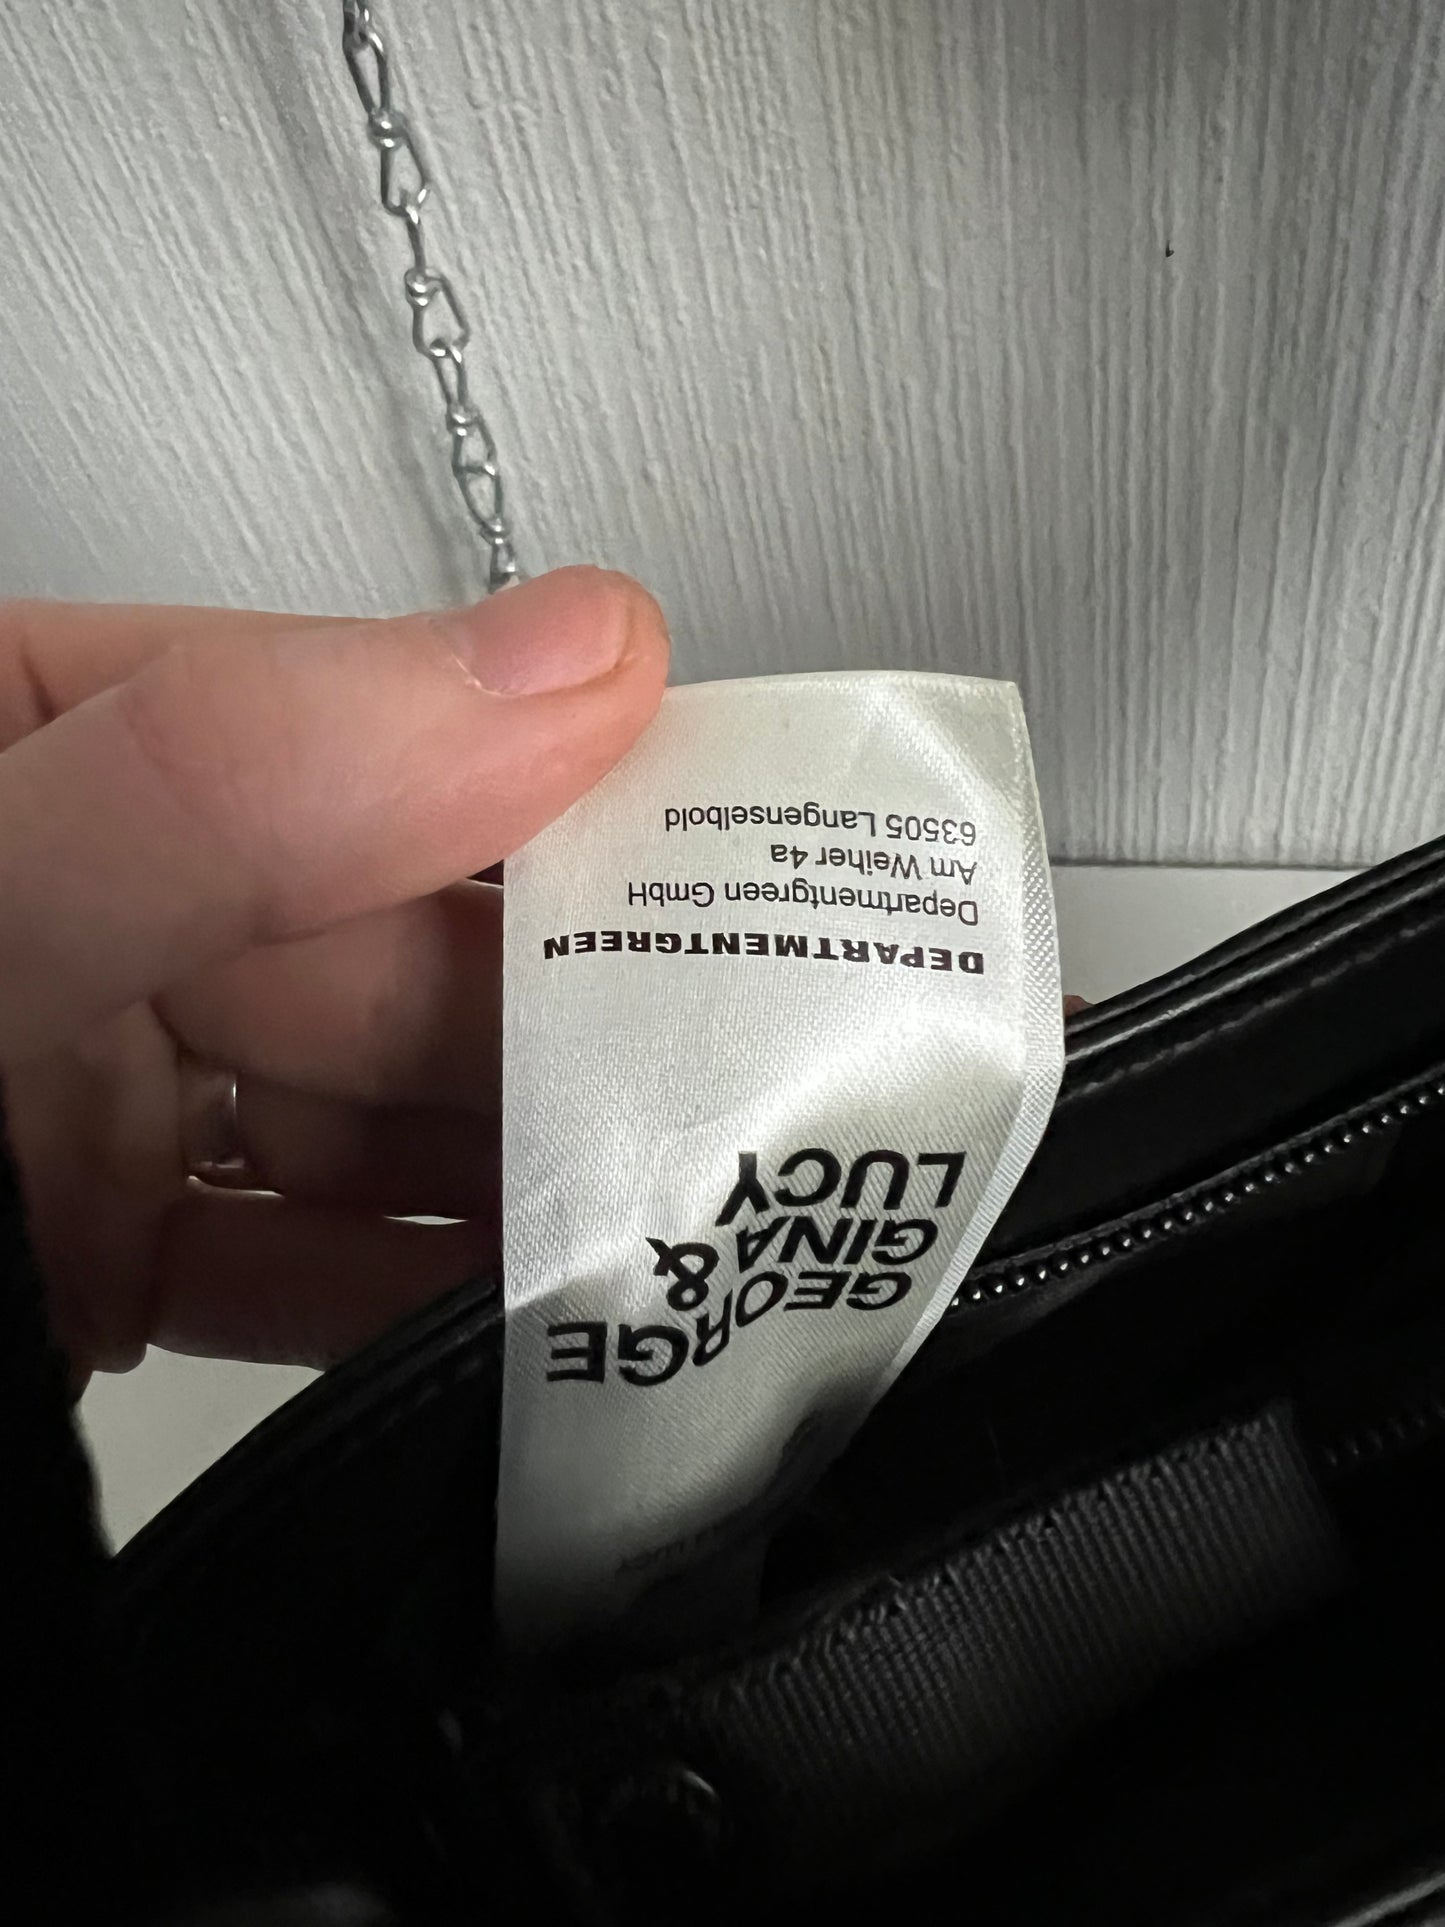 GEORGE
GINA &
LUCY
DEPARTMENTGREEN
Departmentgreen GmbH
Am Weiher 4a
63505 Langenselbold